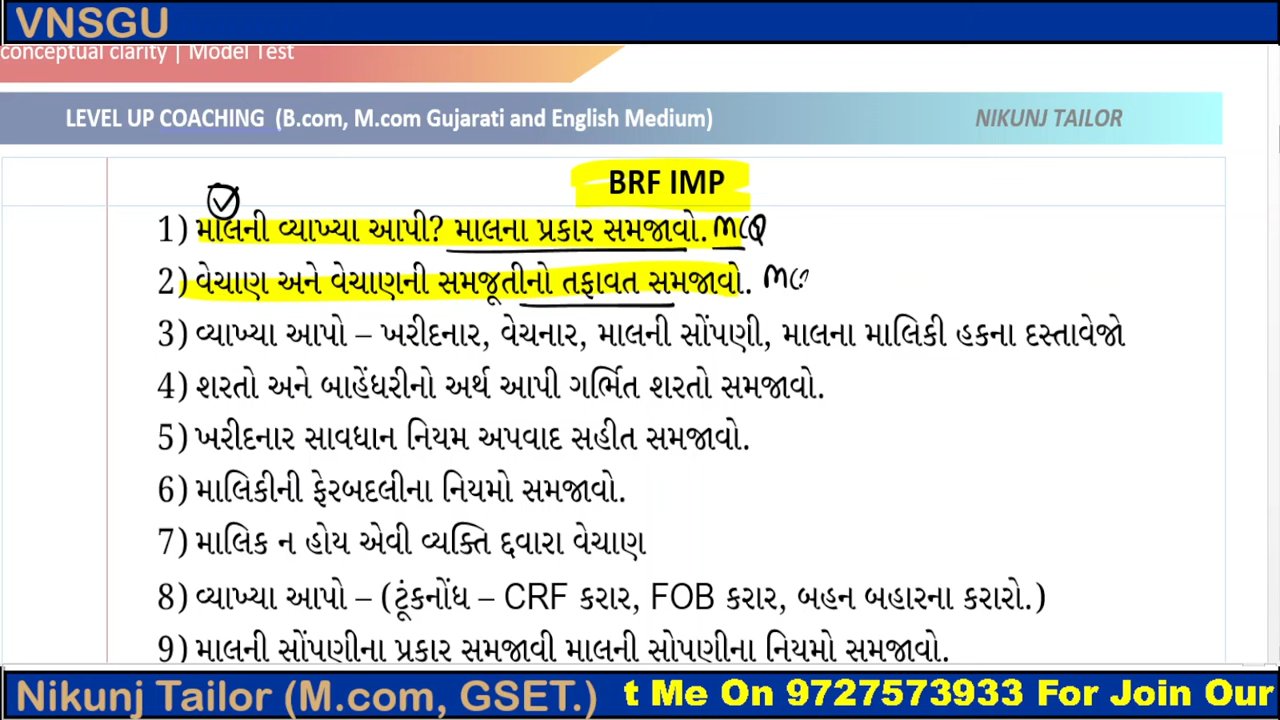 VNSGU
conceptual clarity | Model Test
LEVEL UP COACHING (B.com, M.com Gujarati and English Medium)
NIKUNJ TAILOR
BRF IMP
1) માલની વ્યાખ્યા આપી? માલના પ્રકાર સમજાવો. MCQ
2) વેચાણ અને વેચાણની સમજૂતીનો તફાવત સમજાવો. MC
3) વ્યાખ્યા આપો – ખરીદનાર, વેચનાર, માલની સોંપણી, માલના માલિકી હકના દસ્તાવેજો
4) શરતો અને બાહેંધરીનો અર્થ આપી ગર્ભિત શરતો સમજાવો.
5) ખરીદનાર સાવધાન નિયમ અપવાદ સહીત સમજાવો.
6) માલિકીની ફેરબદલીના નિયમો સમજાવો.
7) માલિક ન હોય એવી વ્યક્તિ દ્દવારા વેચાણ
8) વ્યાખ્યા આપો – (ટૂંકનોંધ – CRF કરાર, FOB કરાર, બહન બહારના કરારો.)
9) માલની સોંપણીના પ્રકાર સમજાવી માલની સોપણીના નિયમો સમજાવો.
Nikunj Tailor (M.com, GSET.)
t Me On 9727573933 For Join Our